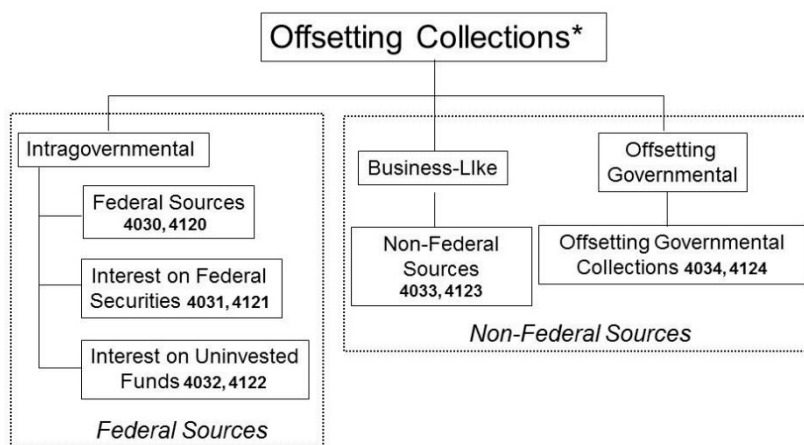 Offsetting Collections*
Intragovernmental
Federal Sources
4030, 4120
Interest on Federal
Securities 4031, 4121
Interest on Uninvested
Funds 4032, 4122
Federal Sources
Business-LIke
Non-Federal
Sources
4033, 4123
Offsetting
Governmental
Offsetting Governmental
Collections 4034, 4124
Non-Federal Sources